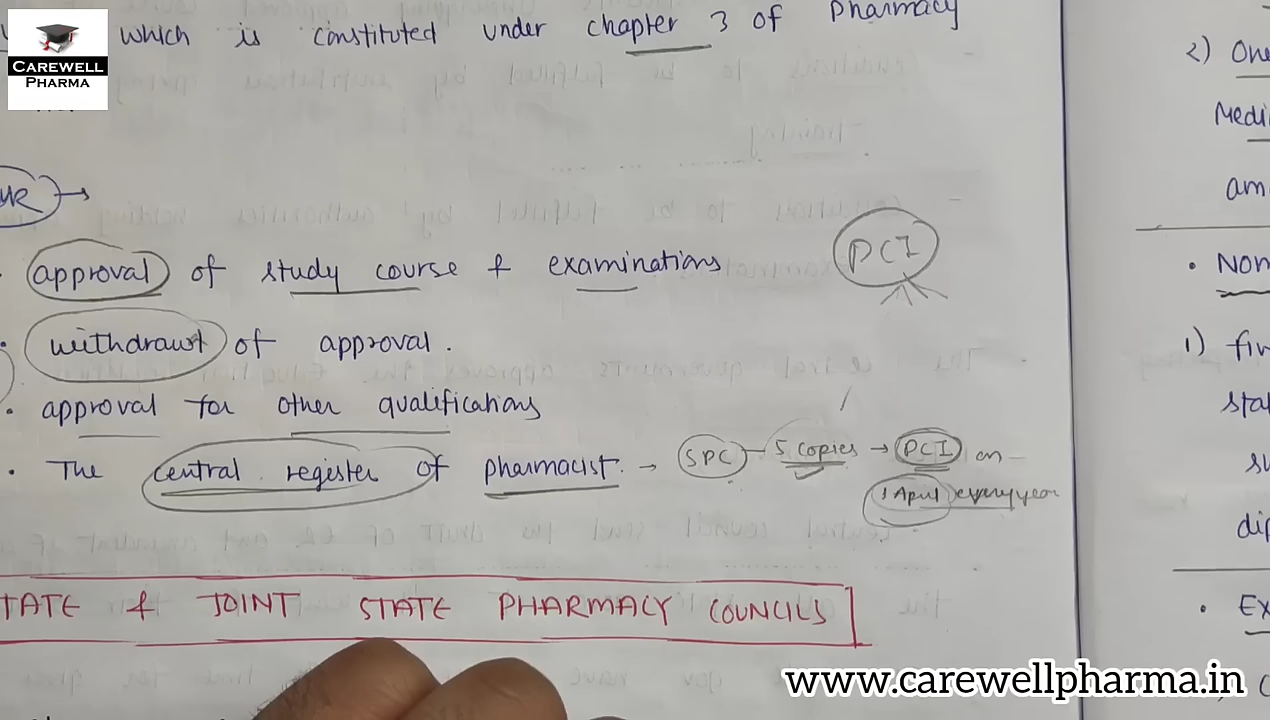 CAREWELL
PHARMA
which is constituted under chapter 3 of Pharmacy
• approval of study course & examinations
PCI
• withdrawl of approval.
• approval for other qualifications
• The central register of pharmacist. → SPC - 5 copies → PCI on
1 April every year
TATE & JOINT STATE PHARMACY COUNCILS
2) One
Medi
am
• Non
1) fir
sta
su
dip
• Ex
www.carewellpharma.in